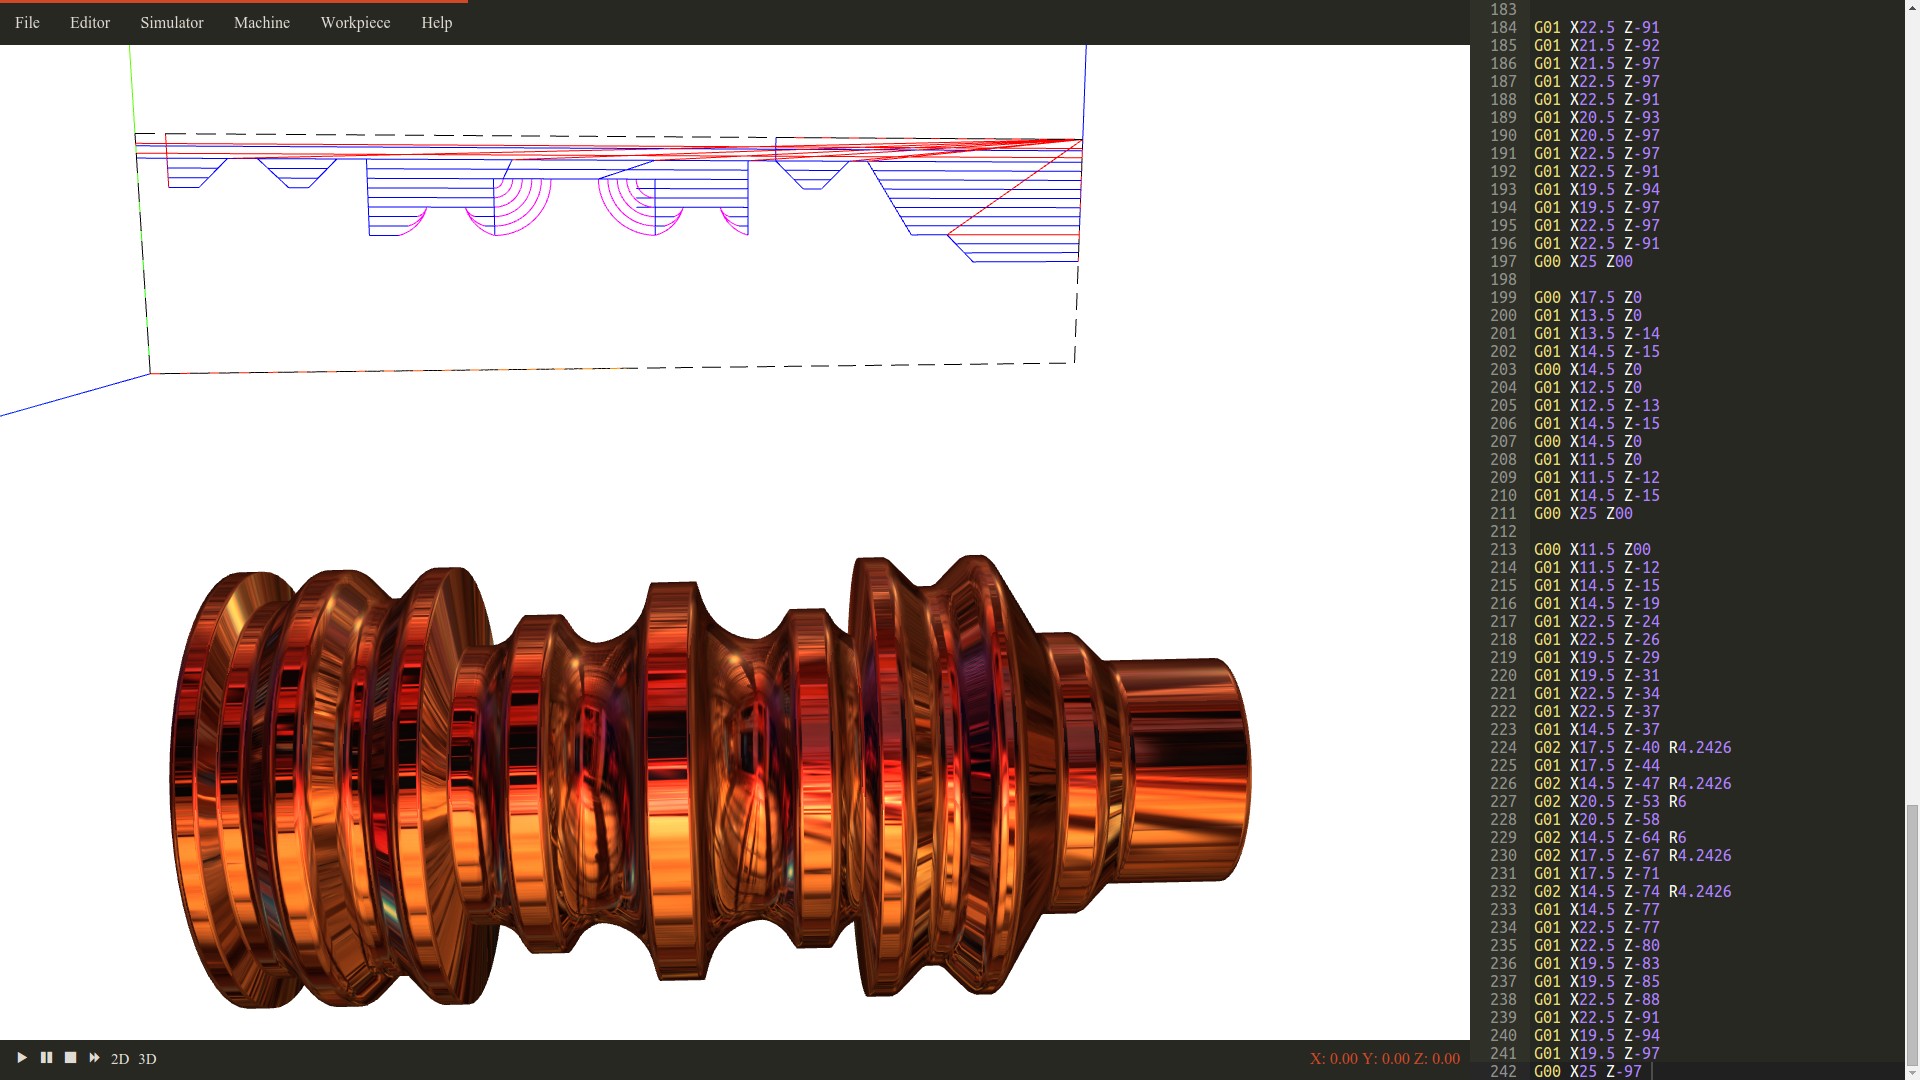 File Editor Simulator Machine Workpiece Help
183
184 G01 X22.5 Z-91
185 G01 X21.5 Z-92
186 G01 X21.5 Z-97
187 G01 X22.5 Z-97
188 G01 X22.5 Z-91
189 G01 X20.5 Z-93
190 G01 X20.5 Z-97
191 G01 X22.5 Z-97
192 G01 X22.5 Z-91
193 G01 X19.5 Z-94
194 G01 X19.5 Z-97
195 G01 X22.5 Z-97
196 G01 X22.5 Z-91
197 G00 X25 Z00
198
199 G00 X17.5 Z0
200 G01 X13.5 Z0
201 G01 X13.5 Z-14
202 G01 X14.5 Z-15
203 G00 X14.5 Z0
204 G01 X12.5 Z0
205 G01 X12.5 Z-13
206 G01 X14.5 Z-15
207 G00 X14.5 Z0
208 G01 X11.5 Z0
209 G01 X11.5 Z-12
210 G01 X14.5 Z-15
211 G00 X25 Z00
212
213 G00 X11.5 Z00
214 G01 X11.5 Z-12
215 G01 X14.5 Z-15
216 G01 X14.5 Z-19
217 G01 X22.5 Z-24
218 G01 X22.5 Z-26
219 G01 X19.5 Z-29
220 G01 X19.5 Z-31
221 G01 X22.5 Z-34
222 G01 X22.5 Z-37
223 G01 X14.5 Z-37
224 G02 X17.5 Z-40 R4.2426
225 G01 X17.5 Z-44
226 G02 X14.5 Z-47 R4.2426
227 G02 X20.5 Z-53 R6
228 G01 X20.5 Z-58
229 G02 X14.5 Z-64 R6
230 G02 X17.5 Z-67 R4.2426
231 G01 X17.5 Z-71
232 G02 X14.5 Z-74 R4.2426
233 G01 X14.5 Z-77
234 G01 X22.5 Z-77
235 G01 X22.5 Z-80
236 G01 X19.5 Z-83
237 G01 X19.5 Z-85
238 G01 X22.5 Z-88
239 G01 X22.5 Z-91
240 G01 X19.5 Z-94
241 G01 X19.5 Z-97
242 G00 X25 Z-97
2D 3D
X: 0.00 Y: 0.00 Z: 0.00